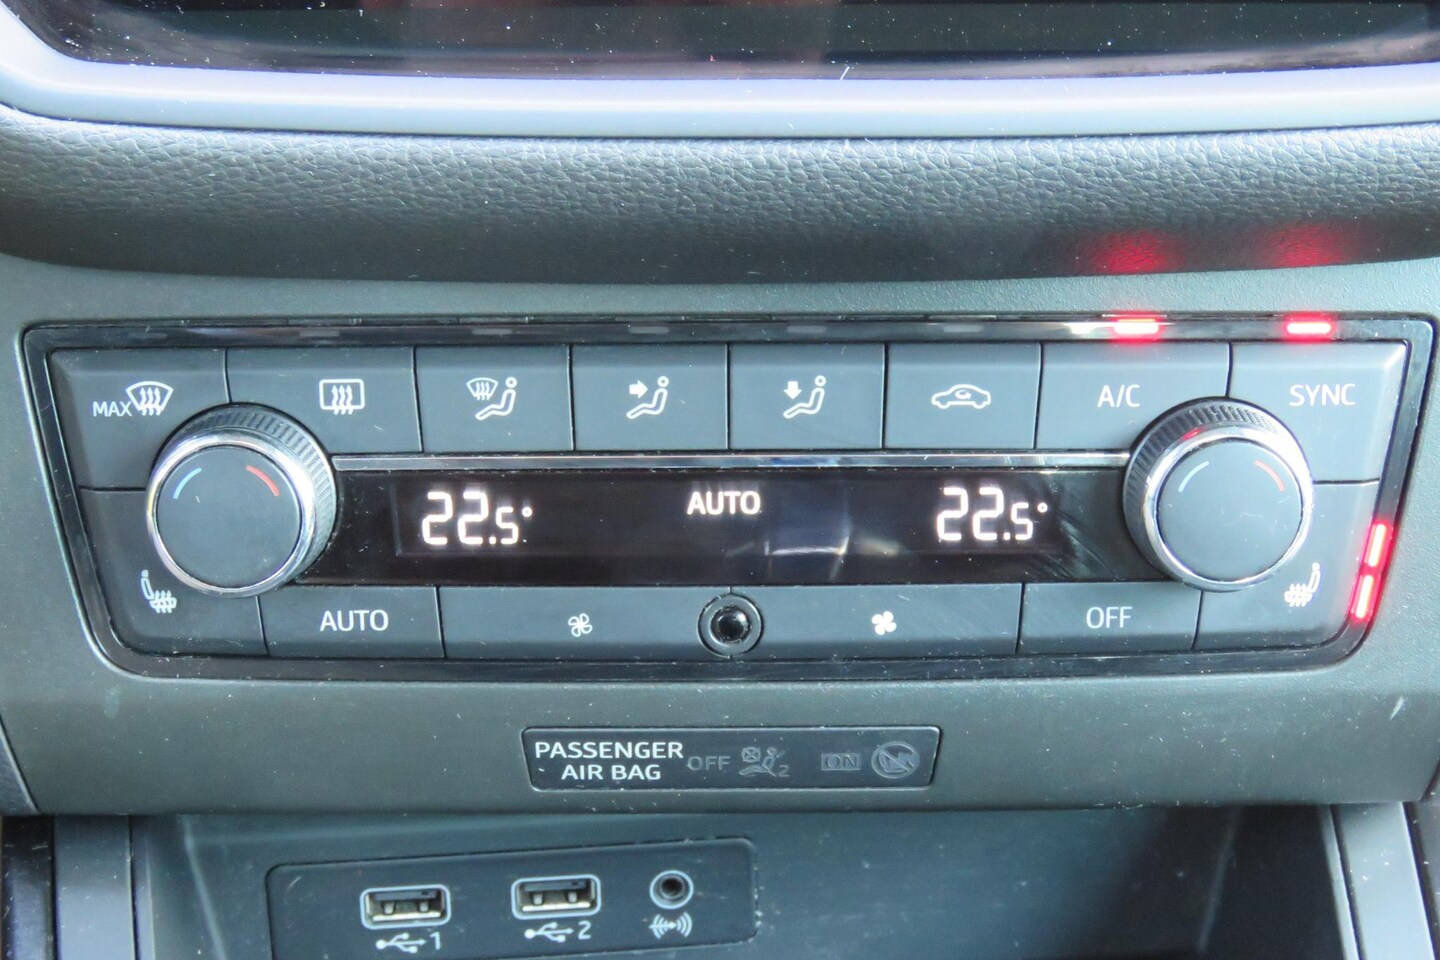 MAX
A/C
SYNC
22.5°
AUTO
22.5°
AUTO
OFF
PASSENGER
AIR BAG
OFF
2
ON
1
2